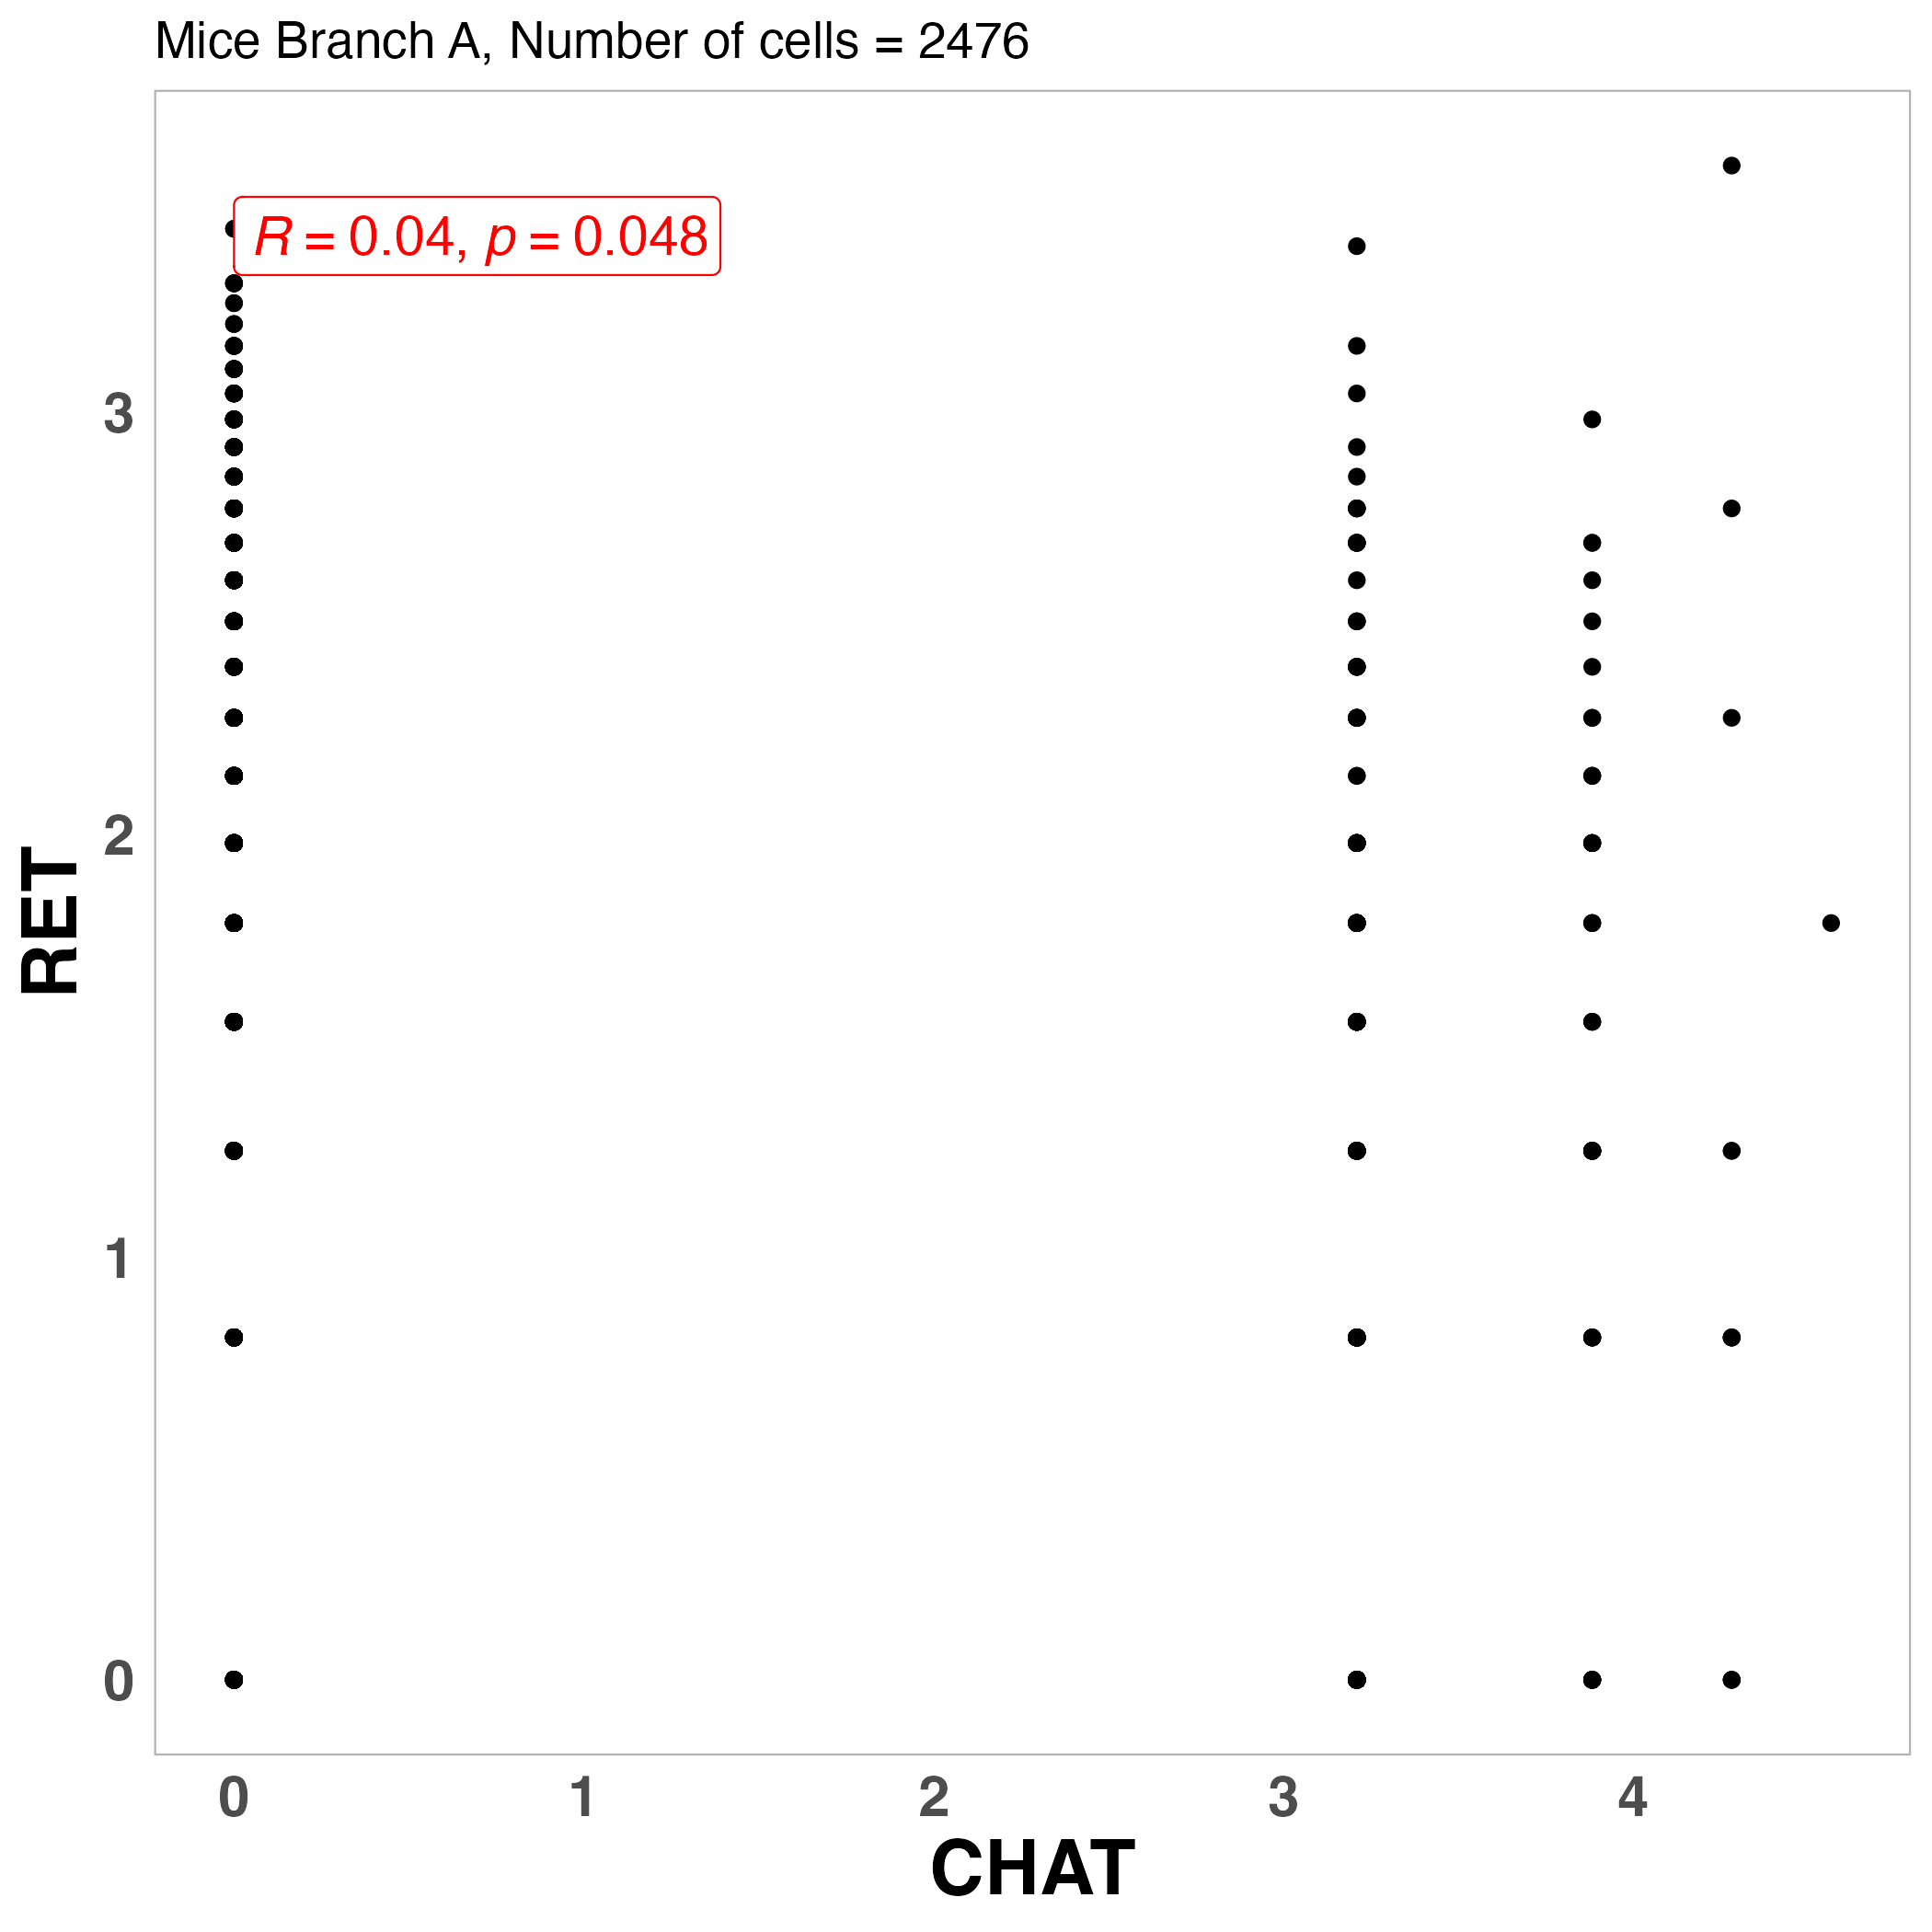 Mice Branch A, Number of cells = 2476
R = 0.04, p = 0.048
3
2
1
0
RET
0 1 2 3 4
CHAT